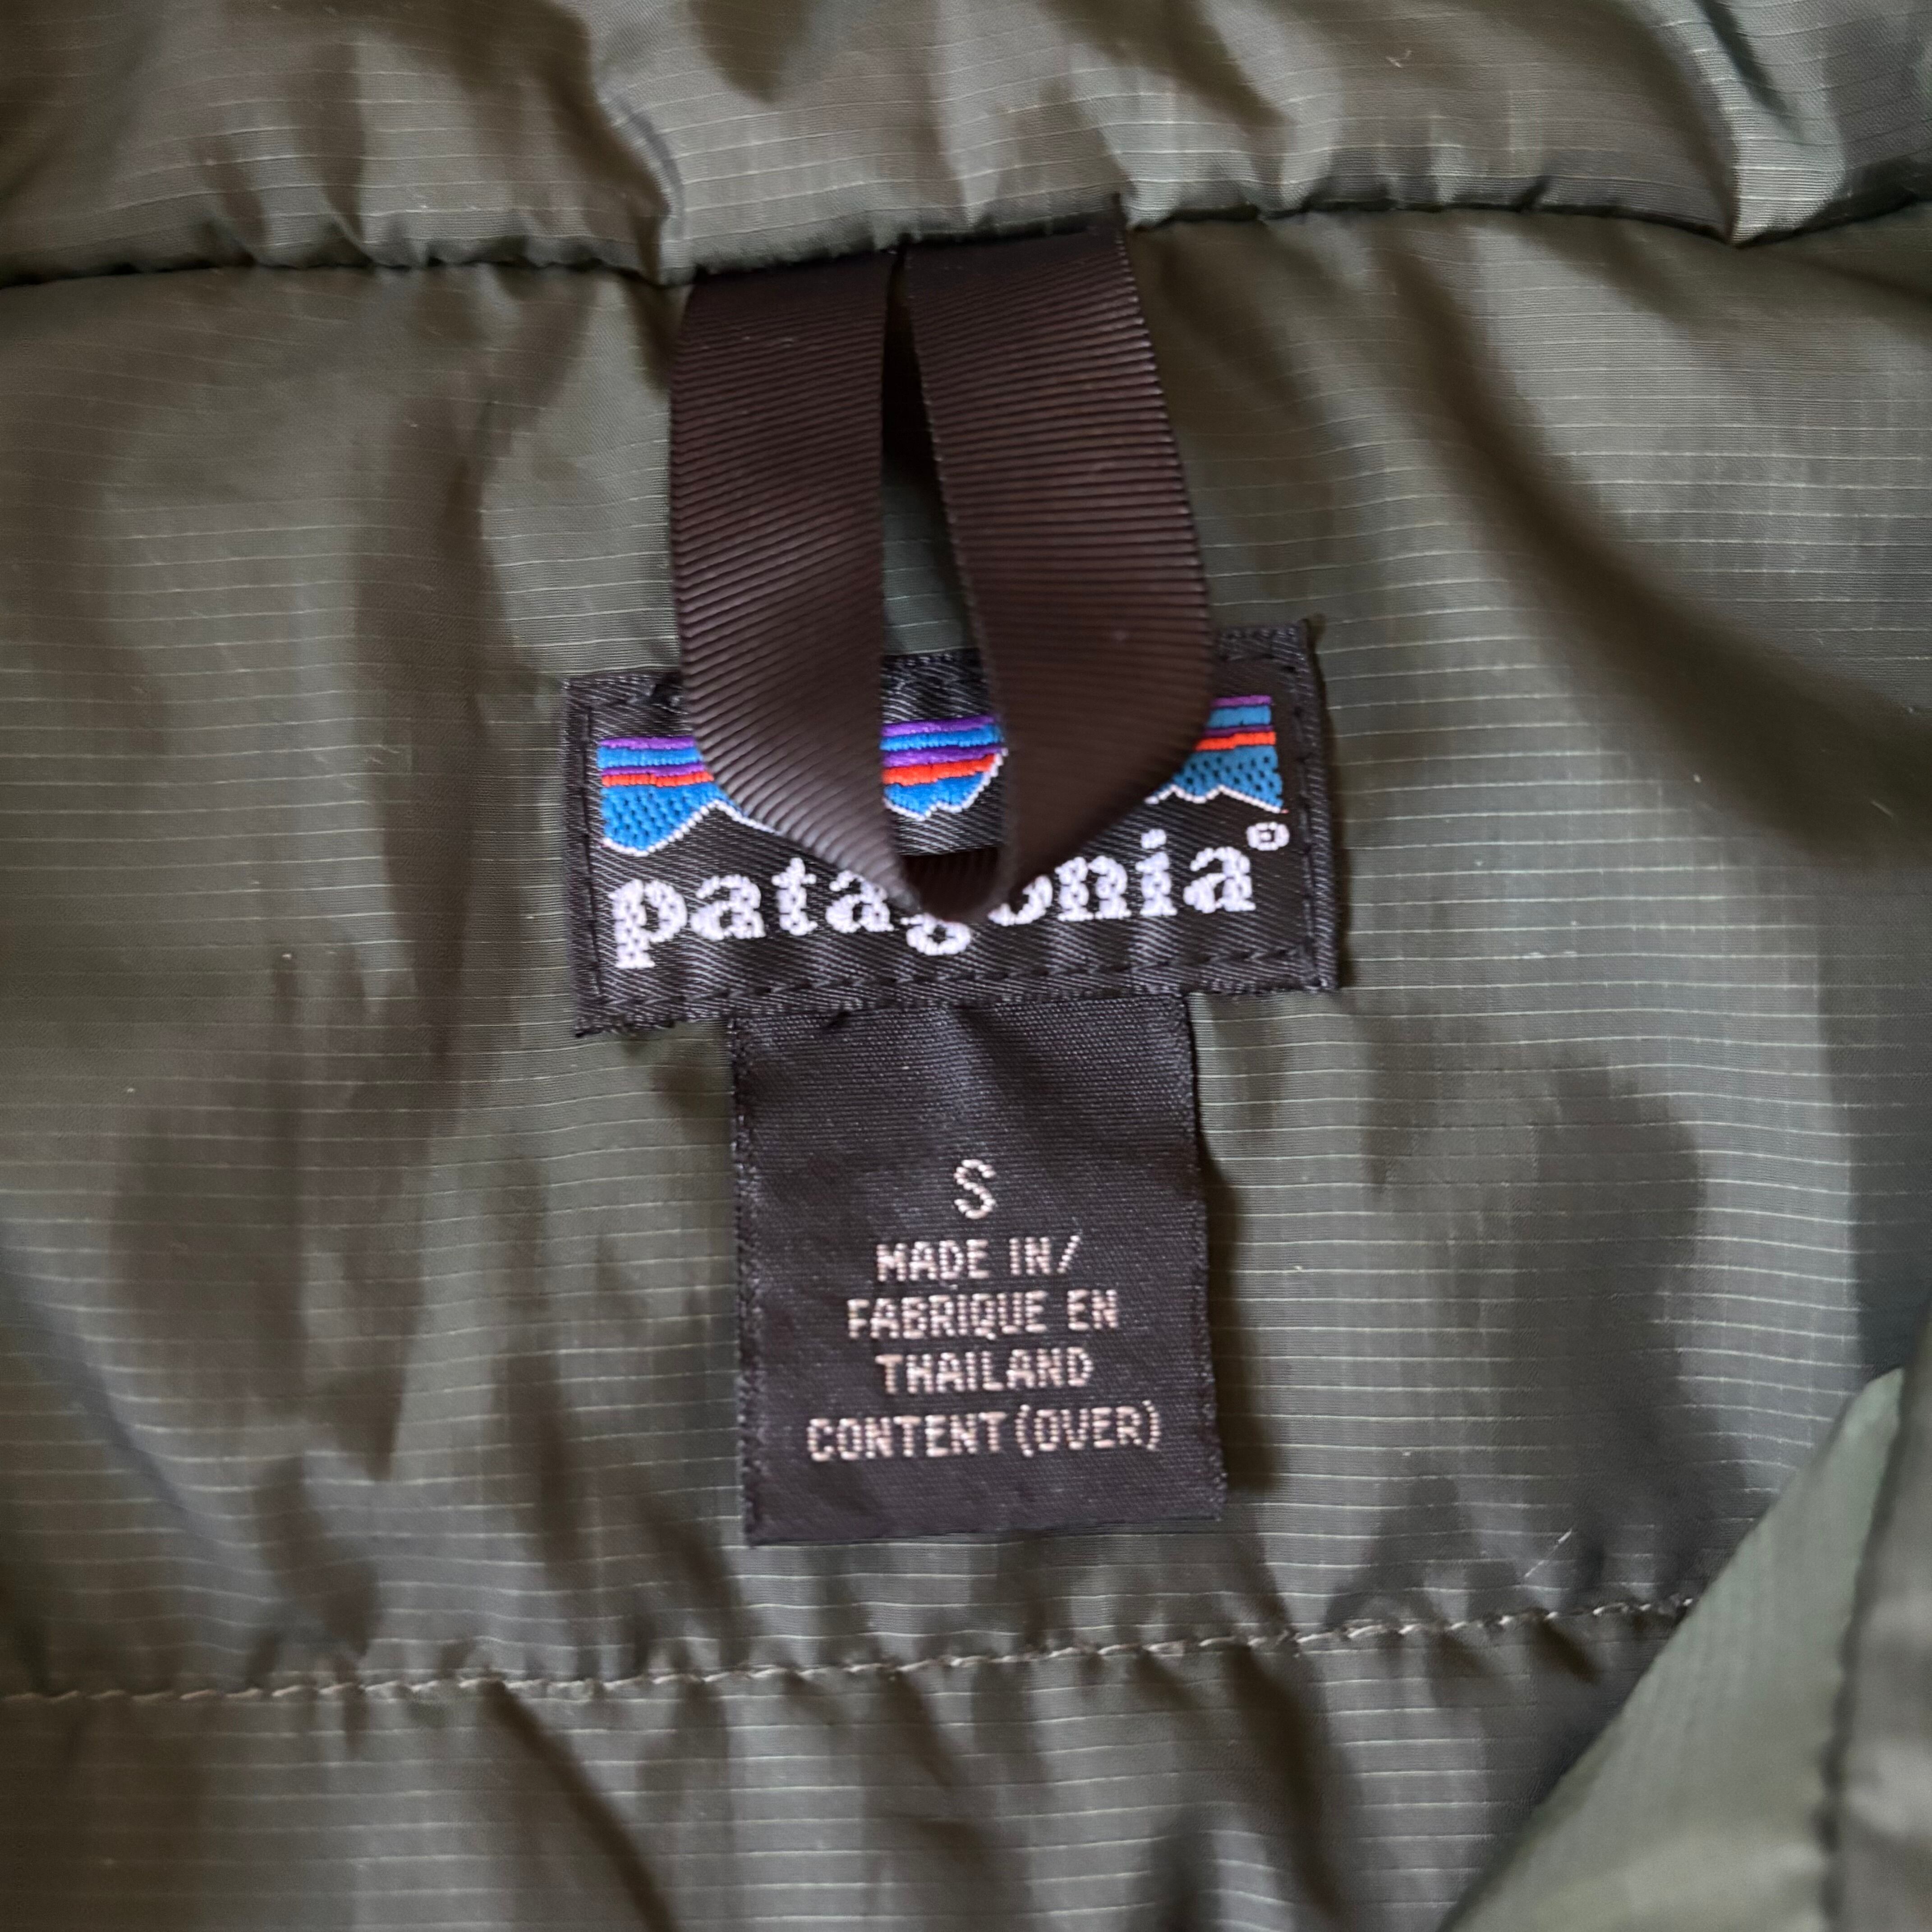 patagonia®
S
MADE IN/
FABRIQUE EN
THAILAND
CONTENT (OVER)